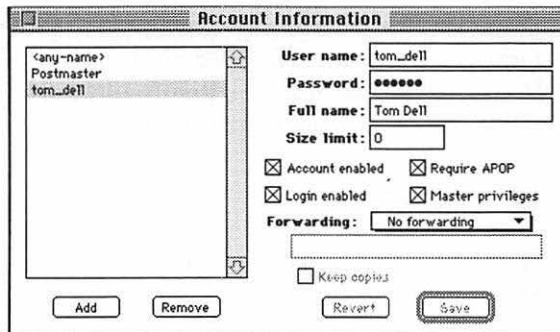 Account Information
<any-name>
Postmaster
tom_dell
User name: tom_dell
Password: ●●●●●●
Full name: Tom Dell
Size limit: 0
Account enabled
Require APOP
Login enabled
Master privileges
Forwarding: No forwarding
Keep copies
Add
Remove
Revert
Save